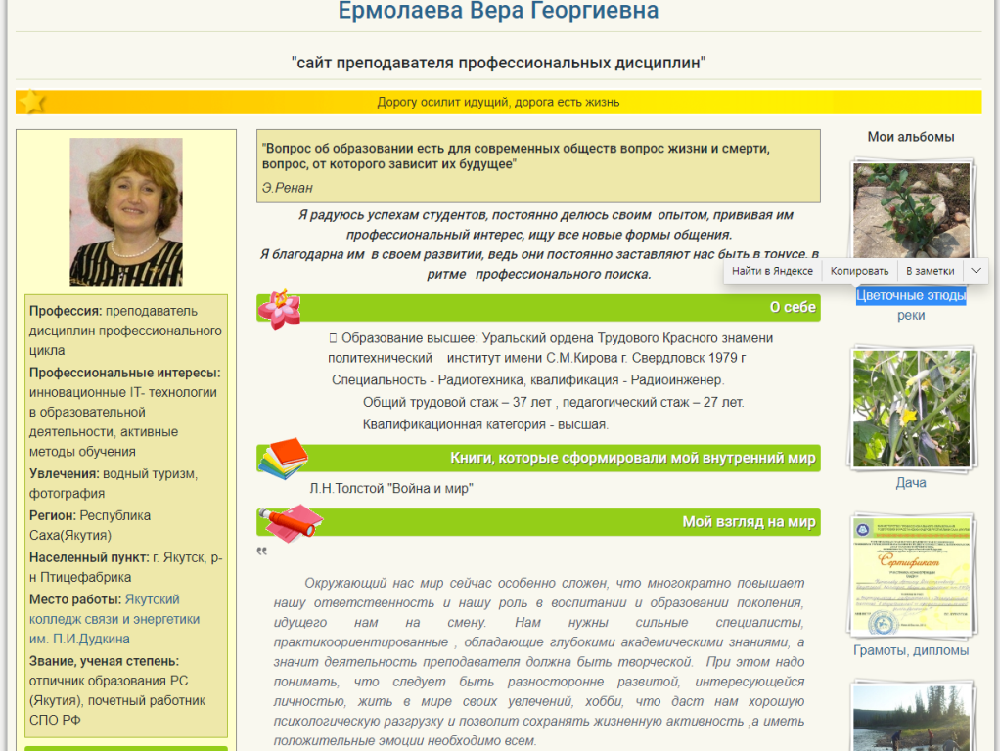 Ермолаева Вера Георгиевна
"сайт преподавателя профессиональных дисциплин"
Дорогу осилит идущий, дорога есть жизнь
Профессия: преподаватель
дисциплин профессионального
цикла
Профессиональные интересы:
инновационные IT- технологии
в образовательной
деятельности, активные
методы обучения
Увлечения: водный туризм,
фотография
Регион: Республика
Саха(Якутия)
Населенный пункт: г. Якутск, р-
н Птицефабрика
Место работы: Якутский
колледж связи и энергетики
им. П.И.Дудкина
Звание, ученая степень:
отличник образования РС
(Якутия), почетный работник
СПО РФ
"Вопрос об образовании есть для современных обществ вопрос жизни и смерти,
вопрос, от которого зависит их будущее"
Э.Ренан
Я радуюсь успехам студентов, постоянно делюсь своим опытом, прививая им
профессиональный интерес, ищу все новые формы общения.
Я благодарна им в своем развитии, ведь они постоянно заставляют нас быть в тонусе, в
ритме профессионального поиска.
О себе
Образование высшее: Уральский ордена Трудового Красного знамени
политехнический институт имени С.М.Кирова г. Свердловск 1979 г
Специальность - Радиотехника, квалификация - Радиоинженер.
Общий трудовой стаж – 37 лет , педагогический стаж – 27 лет.
Квалификационная категория - высшая.
Книги, которые сформировали мой внутренний мир
Л.Н.Толстой "Война и мир"
Мой взгляд на мир
“
Окружающий нас мир сейчас особенно сложен, что многократно повышает
нашу ответственность и нашу роль в воспитании и образовании поколения,
идущего нам на смену. Нам нужны сильные специалисты,
практикоориентированные , обладающие глубокими академическими знаниями, а
значит деятельность преподавателя должна быть творческой. При этом надо
понимать, что следует быть разносторонне развитой, интересующейся
личностью, жить в мире своих увлечений, хобби, что даст нам хорошую
психологическую разгрузку и позволит сохранять жизненную активность ,а иметь
положительные эмоции необходимо всем.
Мои альбомы
Найти в Яндексе Копировать В заметки
Цветочные этюды
реки
Дача
Сертификат
Грамоты, дипломы